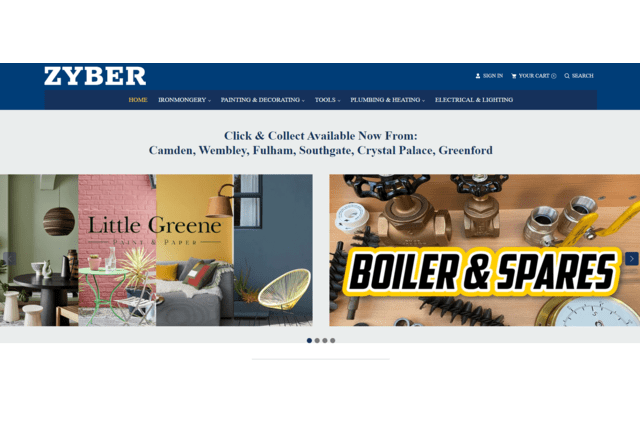 ZYBER
SIGN IN
YOUR CART 0
SEARCH
HOME IRONMONGERY PAINTING & DECORATING TOOLS PLUMBING & HEATING ELECTRICAL & LIGHTING
Click & Collect Available Now From:
Camden, Wembley, Fulham, Southgate, Crystal Palace, Greenford
Little Greene
PAINT & PAPER
BOILER & SPARES